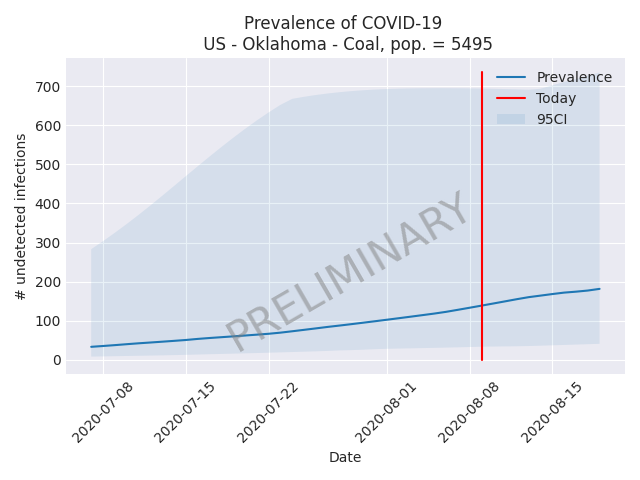 Prevalence of COVID-19
US - Oklahoma - Coal, pop. = 5495
Prevalence
Today
95CI
700
600
500
400
300
200
100
0
# undetected infections
PRELIMINARY
2020-07-08
2020-07-15
2020-07-22
2020-08-01
2020-08-08
2020-08-15
Date